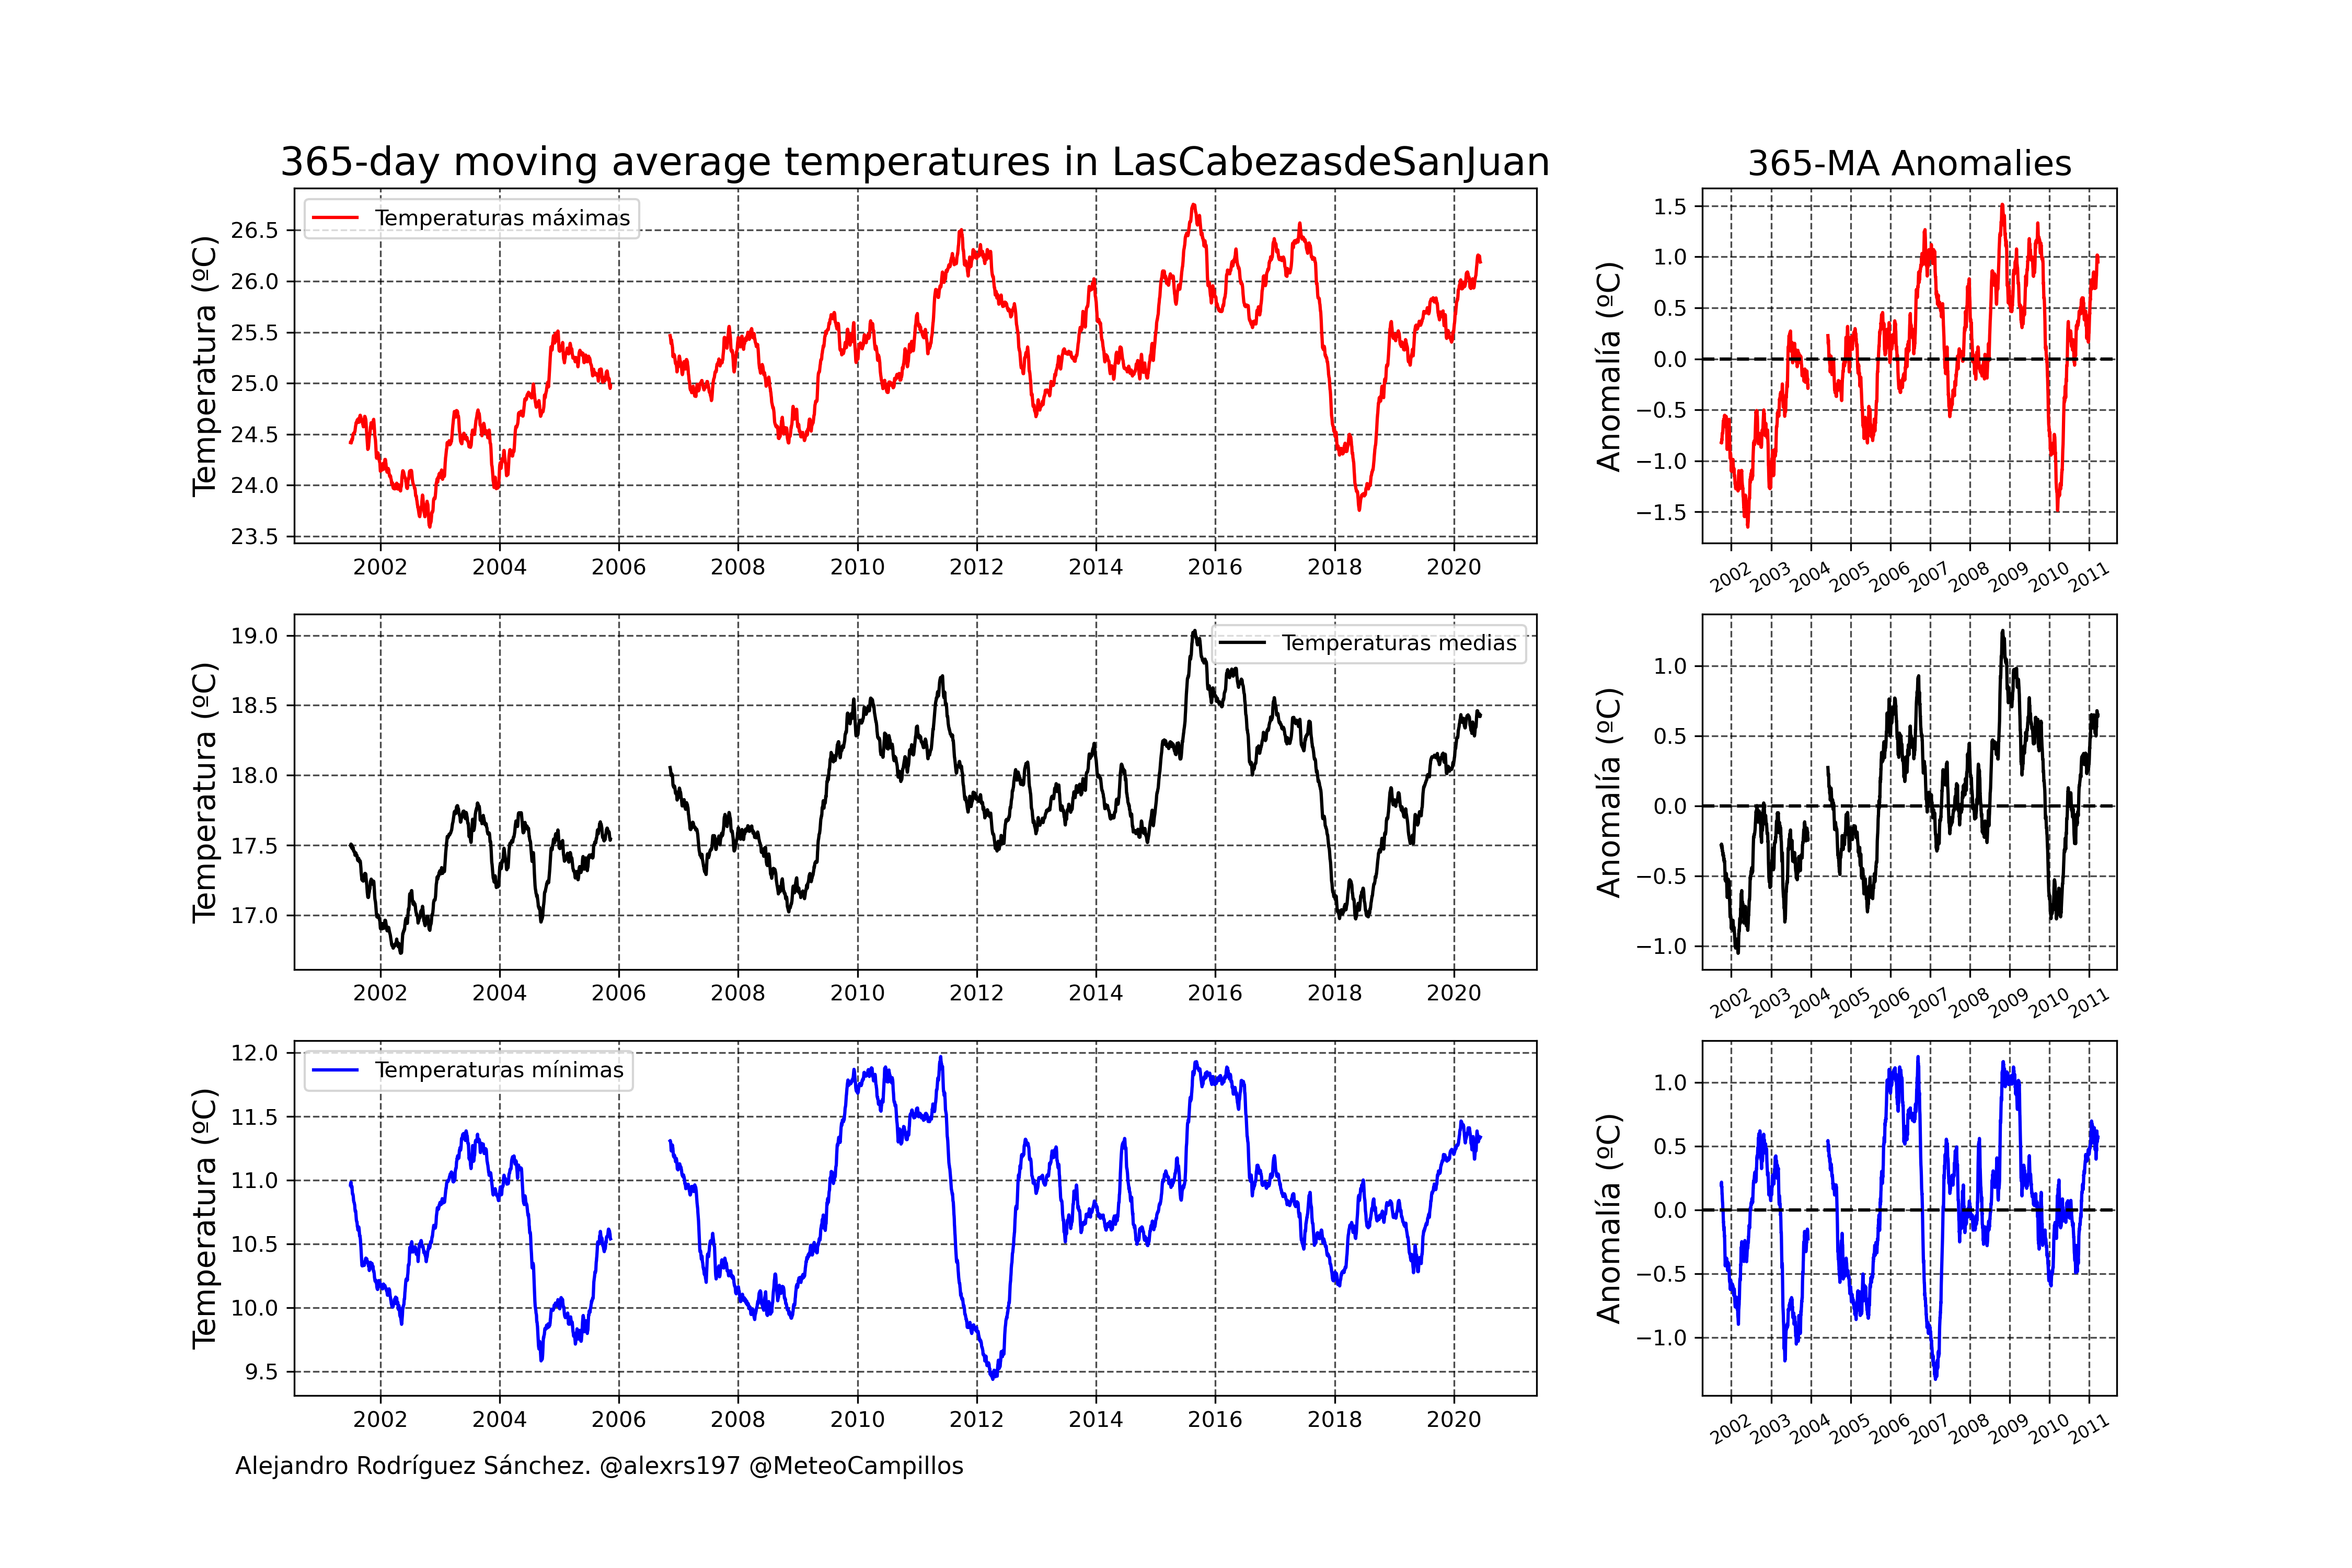 365-day moving average temperatures in LasCabezasdeSanJuan
365-MA Anomalies
Temperaturas máximas
Temperatura (ºC)
26.5
26.0
25.5
25.0
24.5
24.0
23.5
2002 2004 2006 2008 2010 2012 2014 2016 2018 2020
Anomalía (ºC)
1.5
1.0
0.5
0.0
−0.5
−1.0
−1.5
2002 2003 2004 2005 2006 2007 2008 2009 2010 2011
Temperaturas medias
Temperatura (ºC)
19.0
18.5
18.0
17.5
17.0
2002 2004 2006 2008 2010 2012 2014 2016 2018 2020
Anomalía (ºC)
1.0
0.5
0.0
−0.5
−1.0
2002 2003 2004 2005 2006 2007 2008 2009 2010 2011
Temperaturas mínimas
Temperatura (ºC)
12.0
11.5
11.0
10.5
10.0
9.5
2002 2004 2006 2008 2010 2012 2014 2016 2018 2020
Anomalía (ºC)
1.0
0.5
0.0
−0.5
−1.0
2002 2003 2004 2005 2006 2007 2008 2009 2010 2011
Alejandro Rodríguez Sánchez. @alexrs197 @MeteoCampillos